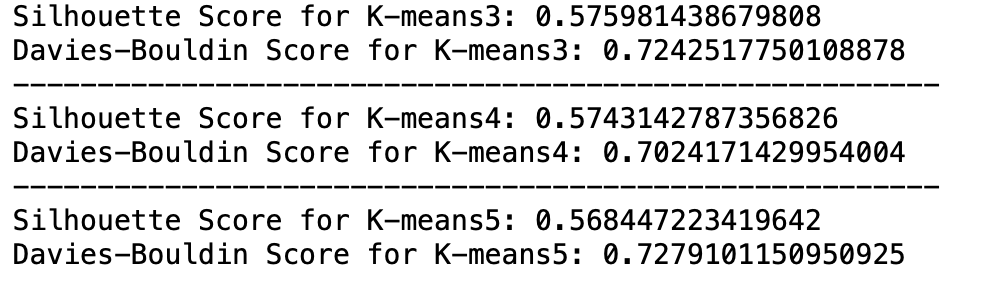 Silhouette Score for K-means3: 0.575981438679808
Davies-Bouldin Score for K-means3: 0.7242517750108878
-------------------------------------------------------
Silhouette Score for K-means4: 0.5743142787356826
Davies-Bouldin Score for K-means4: 0.7024171429954004
-------------------------------------------------------
Silhouette Score for K-means5: 0.568447223419642
Davies-Bouldin Score for K-means5: 0.7279101150950925